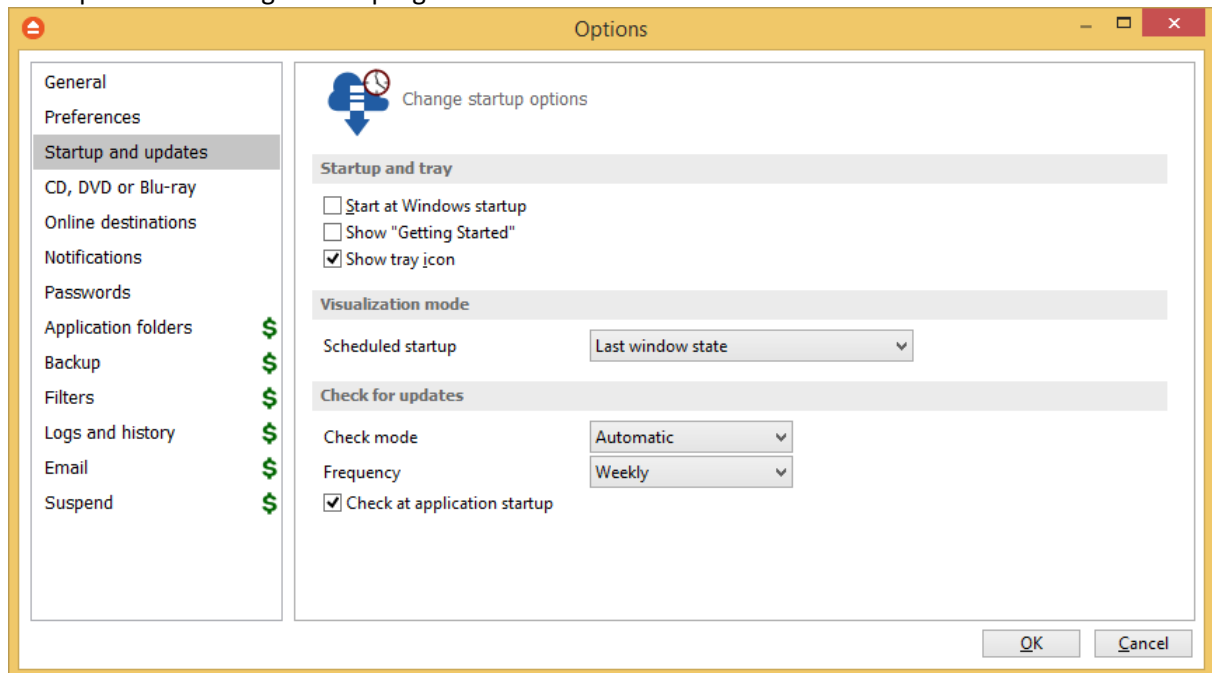 Options
General
Preferences
Startup and updates
CD, DVD or Blu-ray
Online destinations
Notifications
Passwords
Application folders $
Backup $
Filters $
Logs and history $
Email $
Suspend $
Change startup options
Startup and tray
Start at Windows startup
Show "Getting Started"
Show tray icon
Visualization mode
Scheduled startup Last window state
Check for updates
Check mode Automatic
Frequency Weekly
Check at application startup
OK Cancel